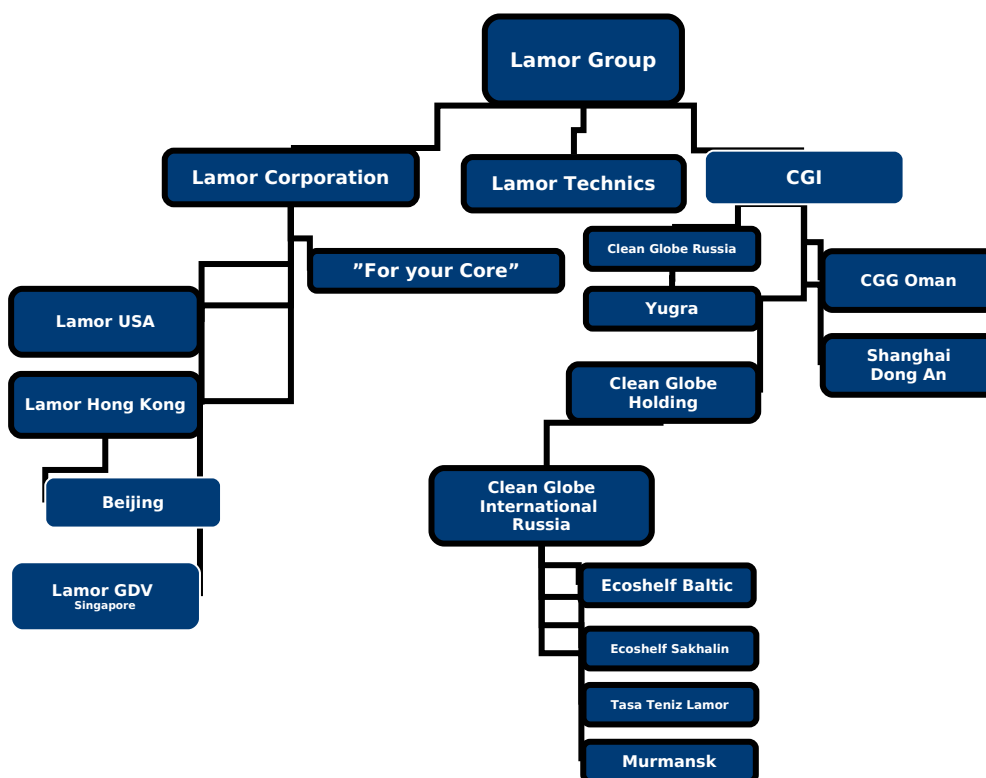 Lamor Group
Lamor Corporation
Lamor Technics
CGI
Clean Globe Russia
”For your Core”
CGG Oman
Yugra
Lamor USA
Shanghai
Dong An
Clean Globe
Holding
Lamor Hong Kong
Beijing
Clean Globe
International
Russia
Lamor GDV
Singapore
Ecoshelf Baltic
Ecoshelf Sakhalin
Tasa Teniz Lamor
Murmansk